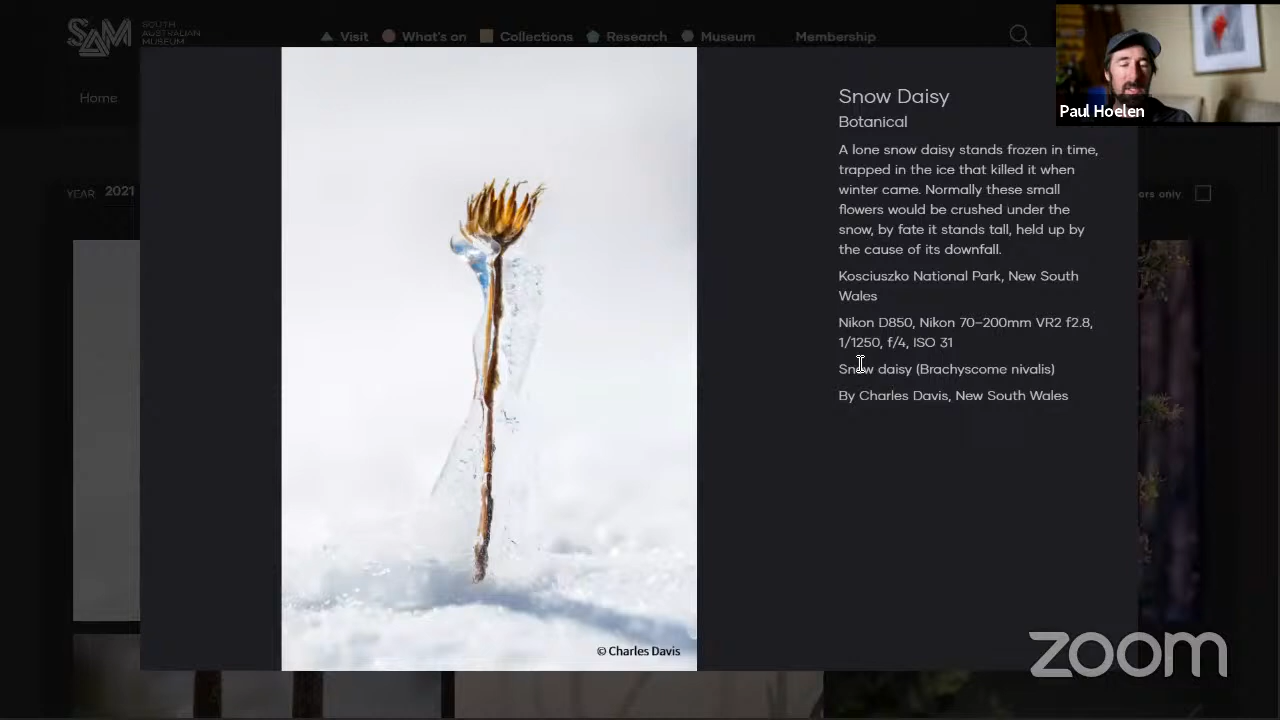 SAM
SOUTH
AUSTRALIAN
MUSEUM
Visit
What's on
Collections
Research
Museum
Membership
Home
YEAR 2021
ors only
Paul Hoelen
Snow Daisy
Botanical
A lone snow daisy stands frozen in time,
trapped in the ice that killed it when
winter came. Normally these small
flowers would be crushed under the
snow, by fate it stands tall, held up by
the cause of its downfall.
Kosciuszko National Park, New South
Wales
Nikon D850, Nikon 70–200mm VR2 f2.8,
1/1250, f/4, ISO 31
Snow daisy (Brachyscome nivalis)
By Charles Davis, New South Wales
© Charles Davis
zoom